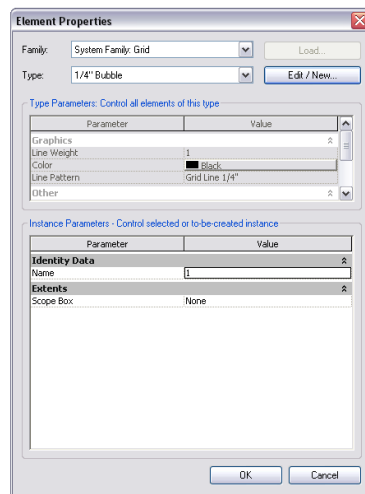 Element Properties
Family: System Family: Grid Load...
Type: 1/4" Bubble Edit / New...
Type Parameters: Control all elements of this type
Parameter Value
Graphics
Line Weight 1
Color Black
Line Pattern Grid Line 1/4"
Other
Instance Parameters - Control selected or to-be-created instance
Parameter Value
Identity Data
Name 1
Extents
Scope Box None
OK Cancel